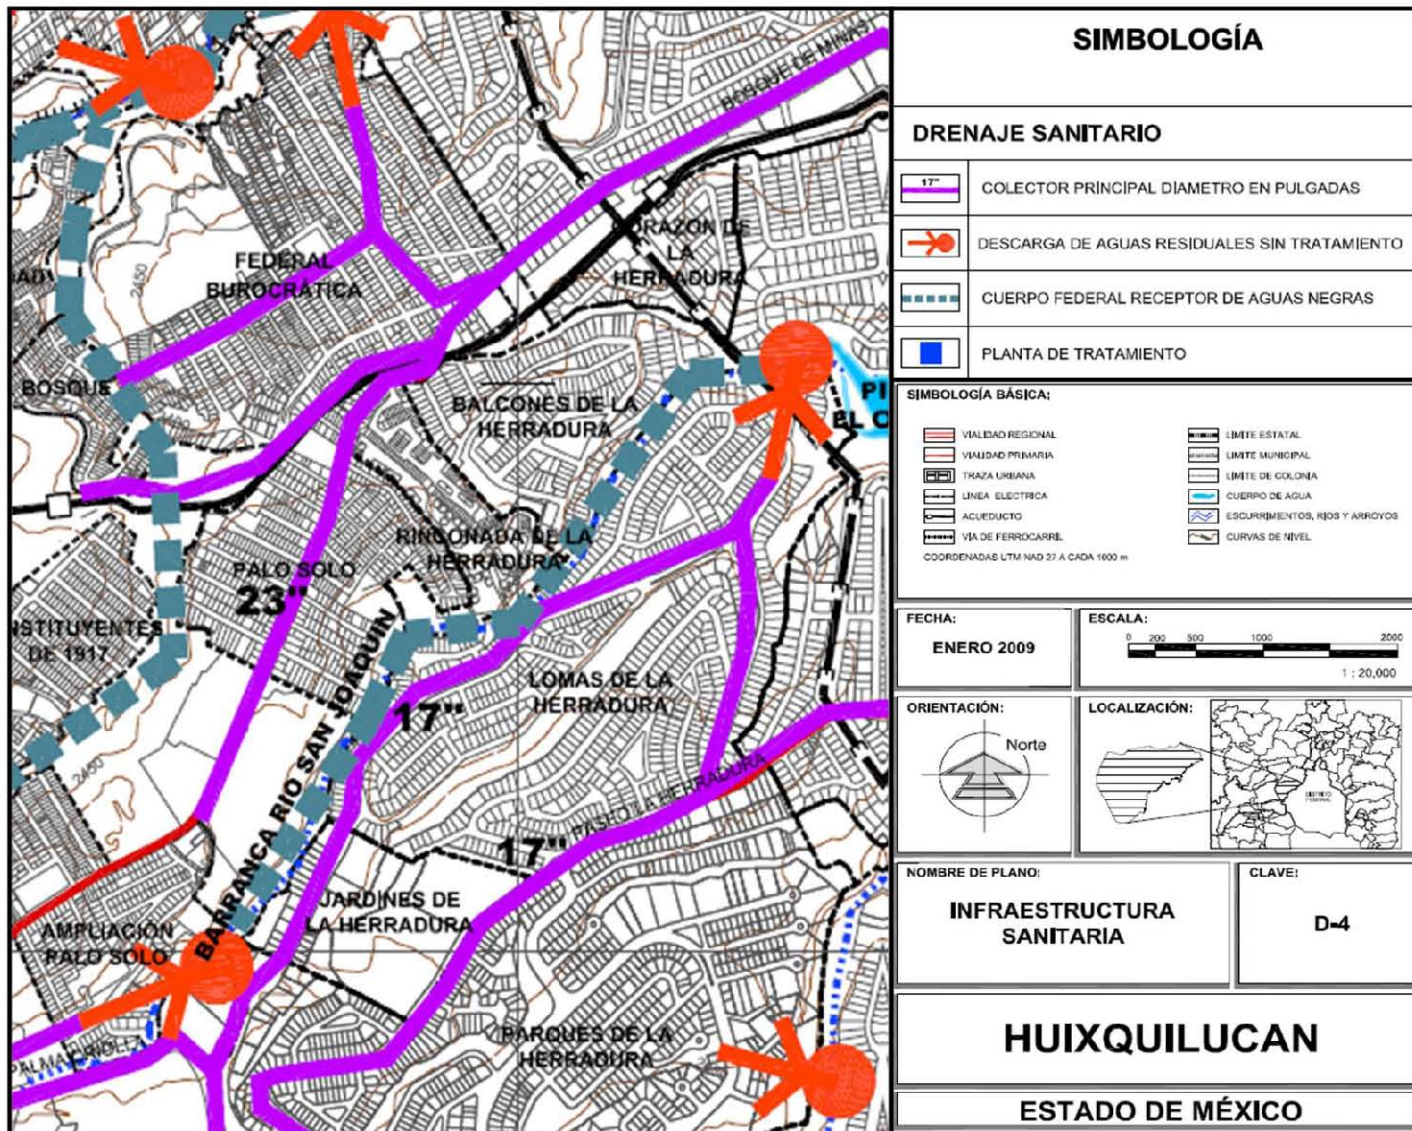 BOSQUE DE MINAS
CORAZON DE
LA
HERRADURA
FEDERAL
BUROCRÁTICA
2450
BOSQUE
BALCONES DE LA
HERRADURA
RINCONADA DE LA
HERRADURA
PALO SOLO
23"
DE 1917
2450
LOMAS DE LA
HERRADURA
17"
BARRANCA RIO SAN JOAQUIN
PASEO LA HERRADURA
17"
JARDINES DE
LA HERRADURA
AMPLIACIÓN
PALO SOLO
PARQUES DE LA
HERRADURA
SIMBOLOGÍA
DRENAJE SANITARIO
17" COLECTOR PRINCIPAL DIAMETRO EN PULGADAS
DESCARGA DE AGUAS RESIDUALES SIN TRATAMIENTO
CUERPO FEDERAL RECEPTOR DE AGUAS NEGRAS
PLANTA DE TRATAMIENTO
SIMBOLOGÍA BÁSICA:
VIALIDAD REGIONAL
VIALIDAD PRIMARIA
TRAZA URBANA
LINEA ELECTRICA
ACUEDUCTO
VIA DE FERROCARRIL
LÍMITE ESTATAL
LIMITE MUNICIPAL
LÍMITE DE COLONIA
CUERPO DE AGUA
ESCURRIMIENTOS, RIOS Y ARROYOS
CURVAS DE NIVEL
COORDENADAS UTM NAD 27 A CADA 1000 m
FECHA:
ENERO 2009
ESCALA:
0 200 500 1000 2000
1 : 20,000
ORIENTACIÓN:
Norte
LOCALIZACIÓN:
DISTRITO
FEDERAL
NOMBRE DE PLANO:
INFRAESTRUCTURA
SANITARIA
CLAVE:
D-4
HUIXQUILUCAN
ESTADO DE MÉXICO